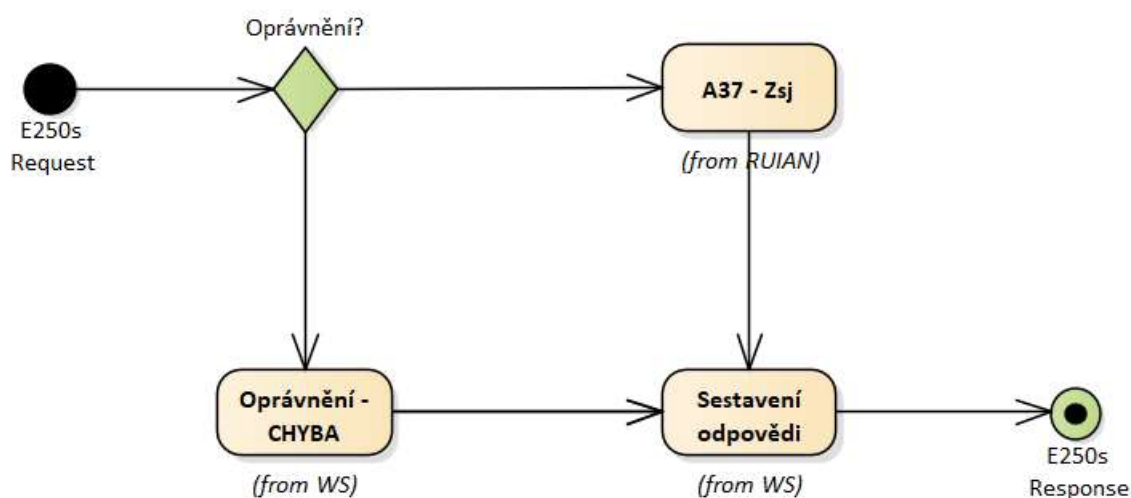 Oprávnění?
E250s
Request
A37 - Zsj
(from RUIAN)
Oprávnění -
CHYBA
(from WS)
Sestavení
odpovědi
(from WS)
E250s
Response